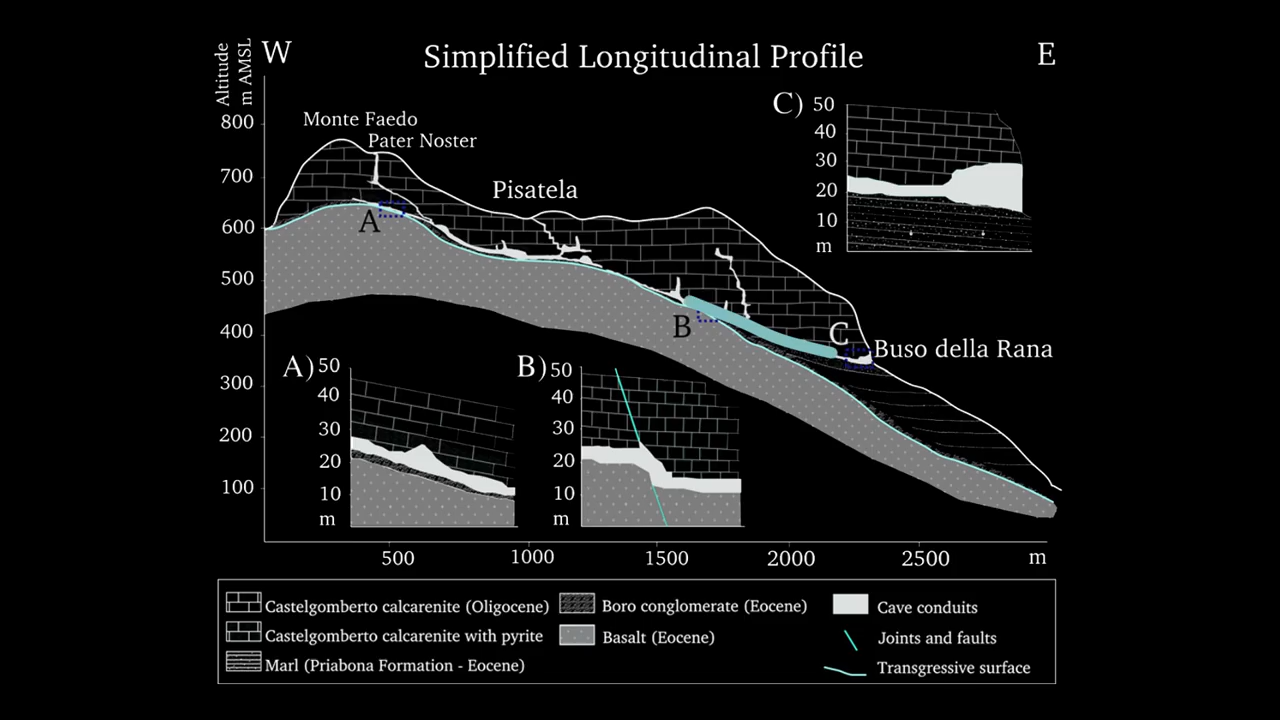 W
Simplified Longitudinal Profile
E
Altitude
m AMSL
Monte Faedo
Pater Noster
Pisatela
Buso della Rana
A
B
C
800
700
600
500
400
300
200
100
500
1000
1500
2000
2500
m
A)
50
40
30
20
10
m
B)
50
40
30
20
10
m
C)
50
40
30
20
10
m
Castelgomberto calcarenite (Oligocene)
Castelgomberto calcarenite with pyrite
Marl (Priabona Formation - Eocene)
Boro conglomerate (Eocene)
Basalt (Eocene)
Cave conduits
Joints and faults
Transgressive surface